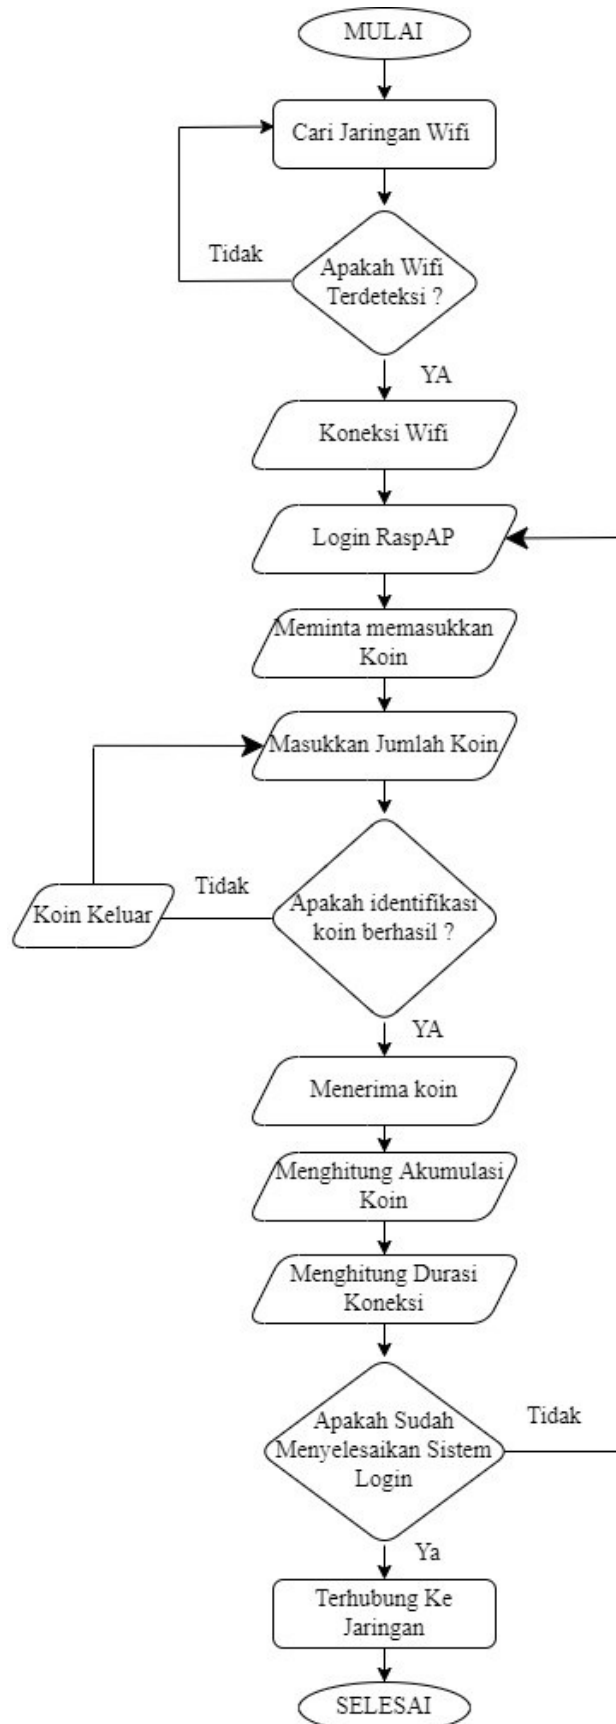 MULAI
Cari Jaringan Wifi
Tidak
Apakah Wifi
Terdeteksi ?
YA
Koneksi Wifi
Login RaspAP
Meminta memasukkan
Koin
Masukkan Jumlah Koin
Tidak
Koin Keluar
Apakah identifikasi
koin berhasil ?
YA
Menerima koin
Menghitung Akumulasi
Koin
Menghitung Durasi
Koneksi
Apakah Sudah
Menyelesaikan Sistem
Login
Tidak
Ya
Terhubung Ke
Jaringan
SELESAI